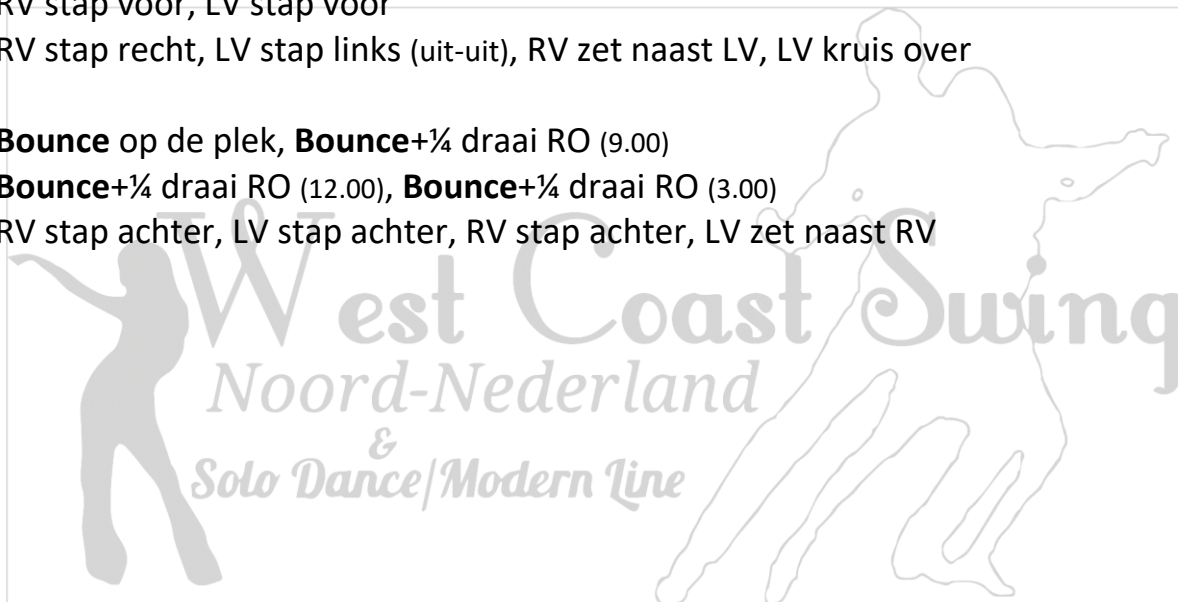 RV stap voor, LV stap voor
RV stap recht, LV stap links (uit-uit), RV zet naast LV, LV kruis over
Bounce op de plek, Bounce+¼ draai RO (9.00)
Bounce+¼ draai RO (12.00), Bounce+¼ draai RO (3.00)
RV stap achter, LV stap achter, RV stap achter, LV zet naast RV
West Coast Swing
Noord-Nederland
&
Solo Dance/Modern Line